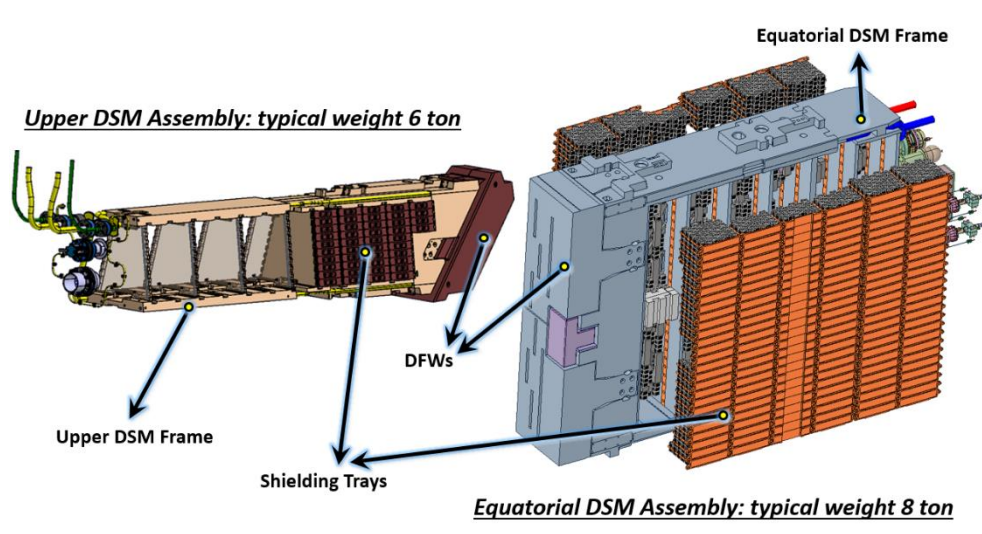 Equatorial DSM Frame
Upper DSM Assembly: typical weight 6 ton
DFWs
Upper DSM Frame
Shielding Trays
Equatorial DSM Assembly: typical weight 8 ton